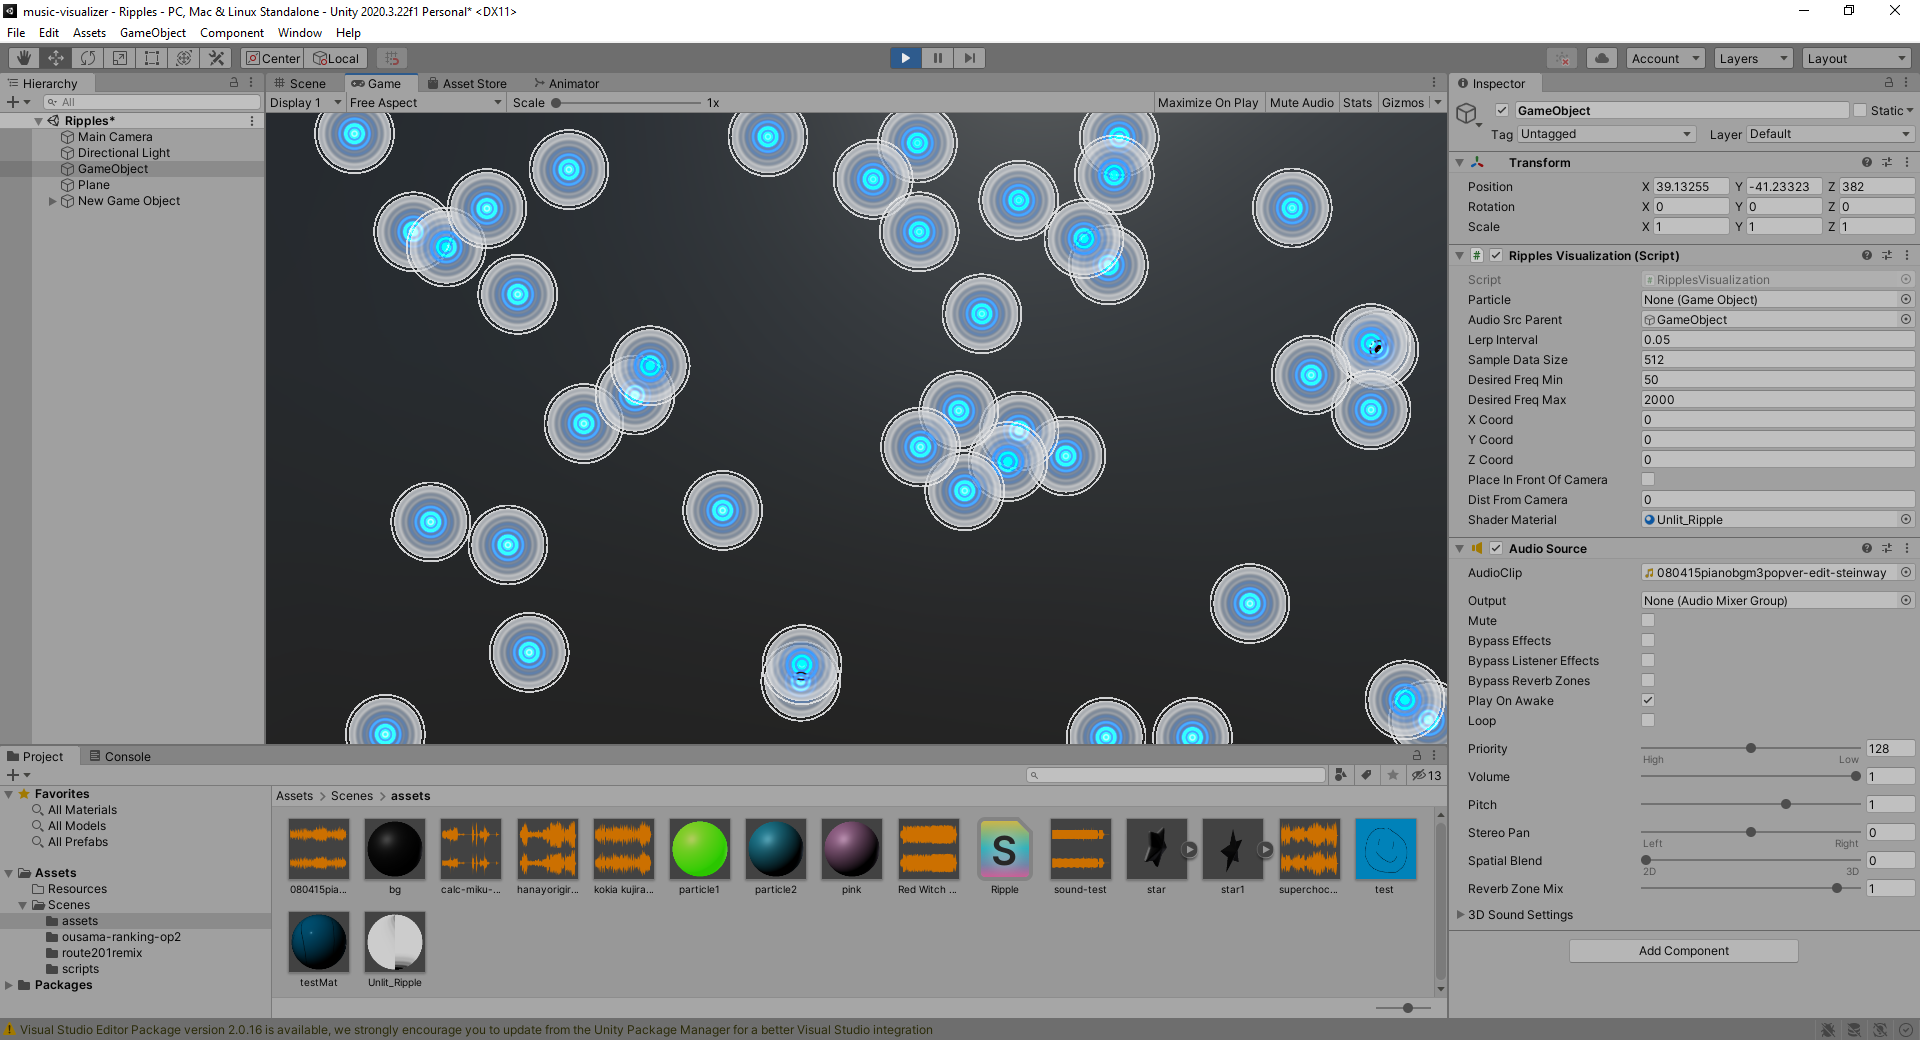 music-visualizer - Ripples - PC, Mac & Linux Standalone - Unity 2020.3.22f1 Personal* <DX11>
File Edit Assets GameObject Component Window Help
Center Local Account Layers Layout
Hierarchy
All
Ripples*
Main Camera
Directional Light
GameObject
Plane
New Game Object
Scene Game Asset Store Animator
Display 1 Free Aspect Scale 1x Maximize On Play Mute Audio Stats Gizmos
Inspector
GameObject Static
Tag Untagged Layer Default
Transform
Position X 39.13255 Y -41.23323 Z 382
Rotation X 0 Y 0 Z 0
Scale X 1 Y 1 Z 1
# Ripples Visualization (Script)
Script # RipplesVisualization
Particle None (Game Object)
Audio Src Parent GameObject
Lerp Interval 0.05
Sample Data Size 512
Desired Freq Min 50
Desired Freq Max 2000
X Coord 0
Y Coord 0
Z Coord 0
Place In Front Of Camera
Dist From Camera 0
Shader Material Unlit_Ripple
Audio Source
AudioClip 080415pianobgm3popver-edit-steinway
Output None (Audio Mixer Group)
Mute
Bypass Effects
Bypass Listener Effects
Bypass Reverb Zones
Play On Awake
Loop
Priority 128
High Low
Volume 1
Pitch 1
Stereo Pan 0
Left Right
Spatial Blend 0
2D 3D
Reverb Zone Mix 1
3D Sound Settings
Add Component
Project Console
13
Favorites
All Materials
All Models
All Prefabs
Assets
Resources
Scenes
assets
ousama-ranking-op2
route201remix
scripts
Packages
Assets > Scenes > assets
S
080415pia... bg calc-miku-... hanayorigir... kokia kujira... particle1 particle2 pink Red Witch ... Ripple sound-test star star1 superchoc... test
testMat Unlit_Ripple
Visual Studio Editor Package version 2.0.16 is available, we strongly encourage you to update from the Unity Package Manager for a better Visual Studio integration